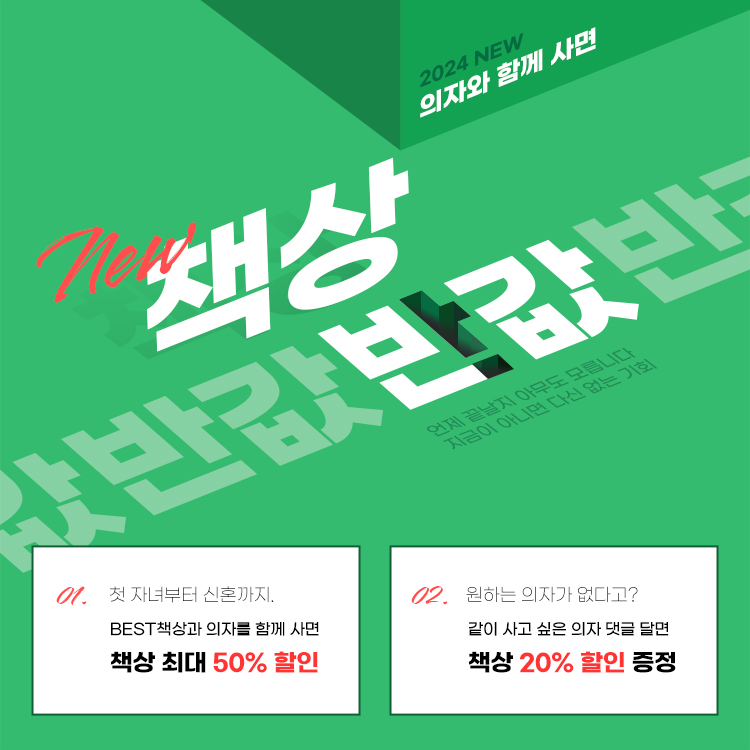 2024 NEW
의자와 함께 사면
New
책상
반값
반값
반
언제 끝날지 아무도 모릅니다
지금이 아니면 다신 없는 기회
01.
첫 자녀부터 신혼까지.
BEST책상과 의자를 함께 사면
책상 최대 50% 할인
02.
원하는 의자가 없다고?
같이 사고 싶은 의자 댓글 달면
책상 20% 할인 증정